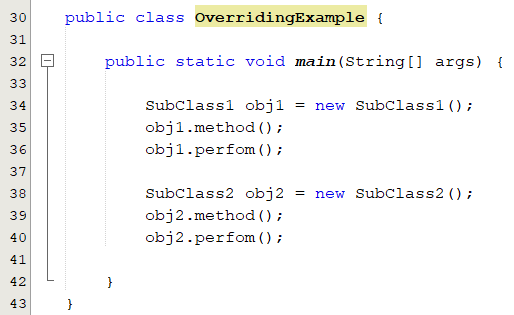 30 public class OverridingExample {
31
32 public static void main(String[] args) {
33
34 SubClass1 obj1 = new SubClass1();
35 obj1.method();
36 obj1.perfom();
37
38 SubClass2 obj2 = new SubClass2();
39 obj2.method();
40 obj2.perfom();
41
42 }
43 }